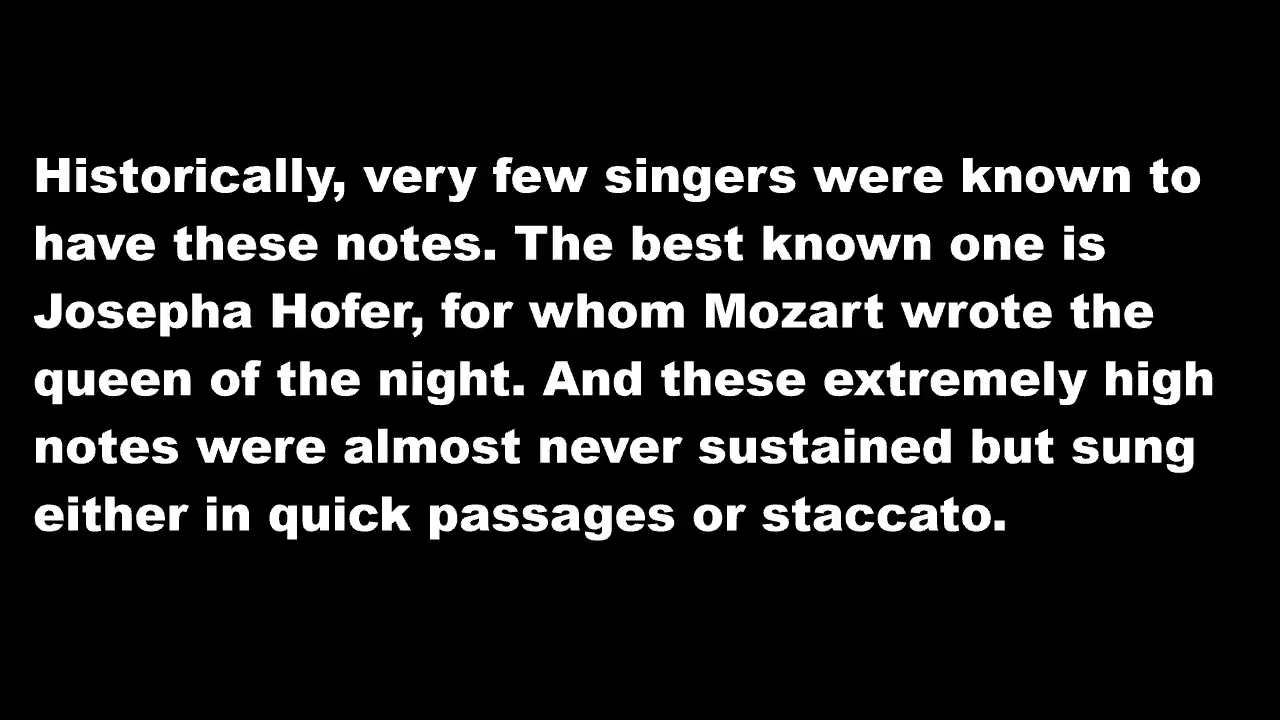 Historically, very few singers were known to
have these notes. The best known one is
Josepha Hofer, for whom Mozart wrote the
queen of the night. And these extremely high
notes were almost never sustained but sung
either in quick passages or staccato.